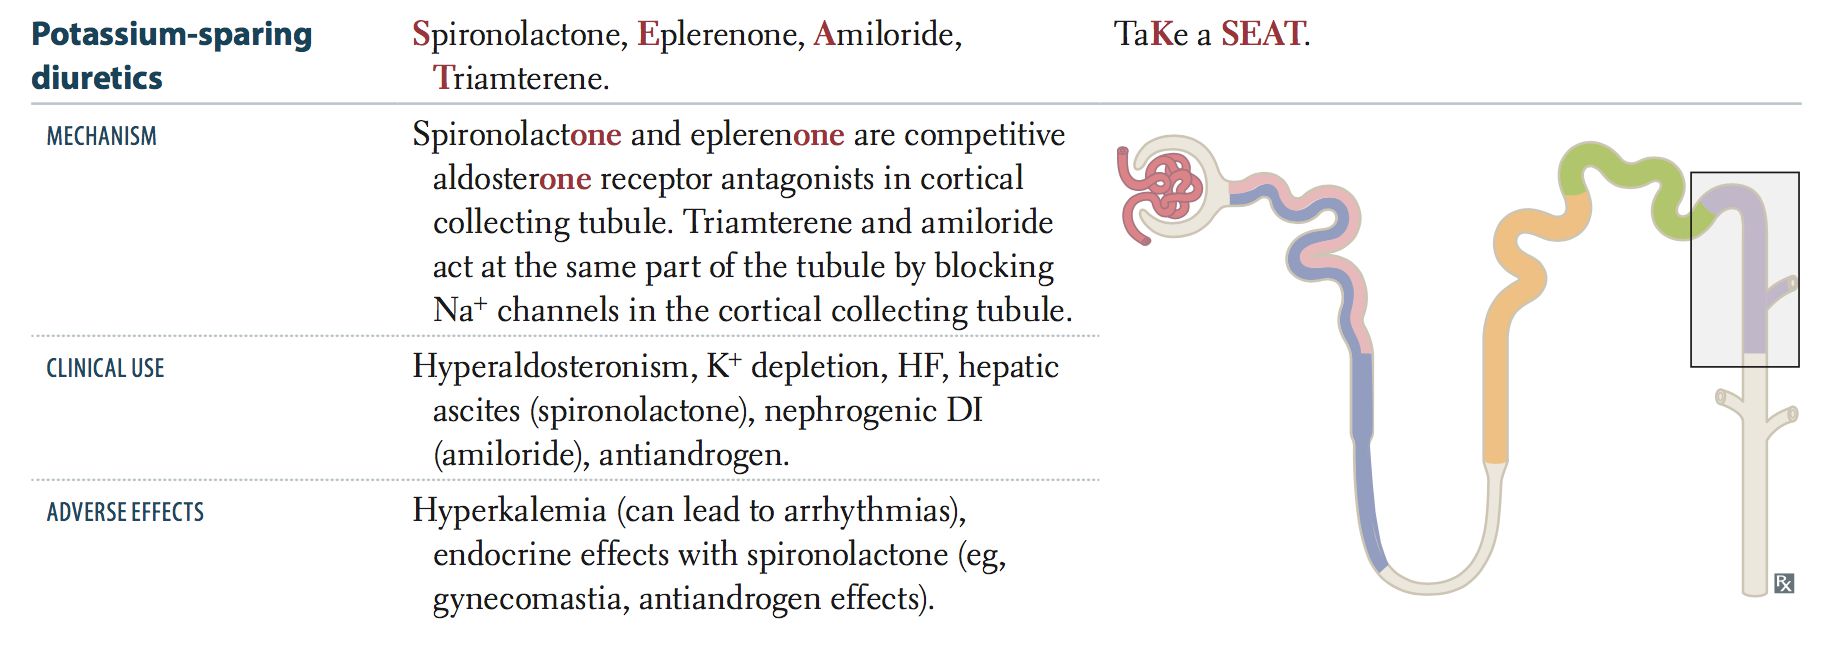 Potassium-sparing
diuretics
Spironolactone, Eplerenone, Amiloride,
Triamterene.
TaKe a SEAT.
MECHANISM
Spironolactone and eplerenone are competitive
aldosterone receptor antagonists in cortical
collecting tubule. Triamterene and amiloride
act at the same part of the tubule by blocking
Na⁺ channels in the cortical collecting tubule.
CLINICAL USE
Hyperaldosteronism, K⁺ depletion, HF, hepatic
ascites (spironolactone), nephrogenic DI
(amiloride), antiandrogen.
ADVERSE EFFECTS
Hyperkalemia (can lead to arrhythmias),
endocrine effects with spironolactone (eg,
gynecomastia, antiandrogen effects).
Rx